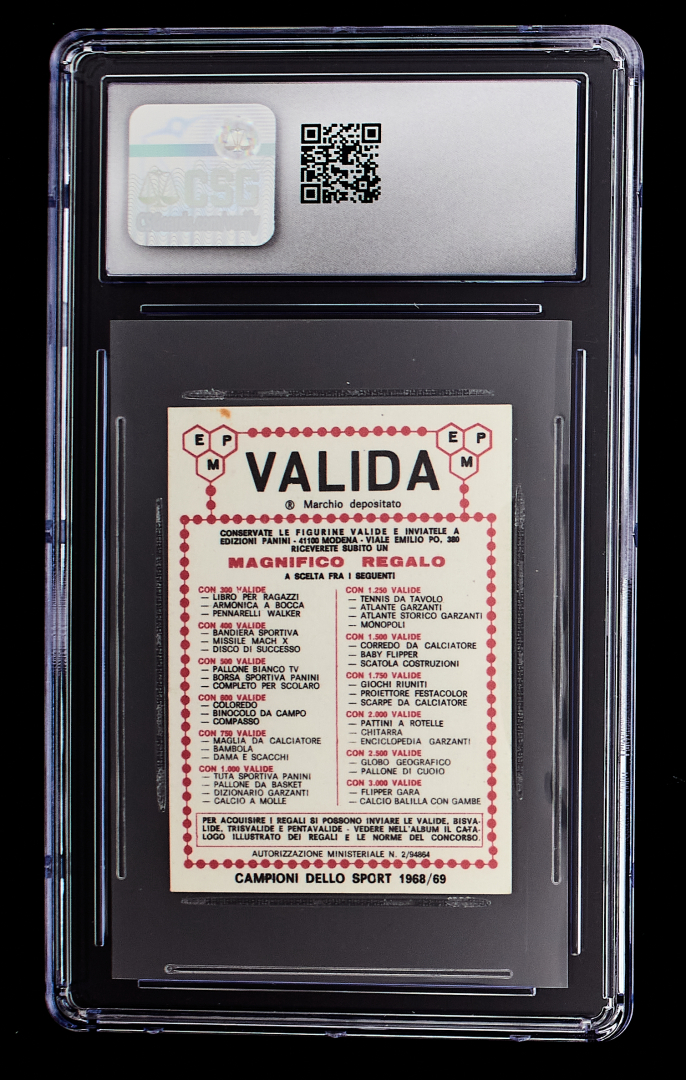 CSG
E P
M
E P
M
VALIDA
® Marchio depositato
CONSERVATE LE FIGURINE VALIDE E INVIATELE A
EDIZIONI PANINI - 41100 MODENA - VIALE EMILIO PO, 380
RICEVERETE SUBITO UN
MAGNIFICO REGALO
A SCELTA FRA I SEGUENTI
CON 300 VALIDE
— LIBRO PER RAGAZZI
— ARMONICA A BOCCA
— PENNARELLI WALKER
CON 400 VALIDE
— BANDIERA SPORTIVA
— MISSILE MACH X
— DISCO DI SUCCESSO
CON 500 VALIDE
— PALLONE BIANCO TV
— BORSA SPORTIVA PANINI
— COMPLETO PER SCOLARO
CON 600 VALIDE
— COLOREDO
— BINOCOLO DA CAMPO
— COMPASSO
CON 750 VALIDE
— MAGLIA DA CALCIATORE
— BAMBOLA
— DAMA E SCACCHI
CON 1.000 VALIDE
— TUTA SPORTIVA PANINI
— PALLONE DA BASKET
— DIZIONARIO GARZANTI
— CALCIO A MOLLE
CON 1.250 VALIDE
— TENNIS DA TAVOLO
— ATLANTE GARZANTI
— ATLANTE STORICO GARZANTI
— MONOPOLI
CON 1.500 VALIDE
— CORREDO DA CALCIATORE
— BABY FLIPPER
— SCATOLA COSTRUZIONI
CON 1.750 VALIDE
— GIOCHI RIUNITI
— PROIETTORE FESTACOLOR
— SCARPE DA CALCIATORE
CON 2.000 VALIDE
— PATTINI A ROTELLE
— CHITARRA
— ENCICLOPEDIA GARZANTI
CON 2.500 VALIDE
— GLOBO GEOGRAFICO
— PALLONE DI CUOIO
CON 3.000 VALIDE
— FLIPPER GARA
— CALCIO BALILLA CON GAMBE
PER ACQUISIRE I REGALI SI POSSONO INVIARE LE VALIDE, BISVA-
LIDE, TRISVALIDE E PENTAVALIDE - VEDERE NELL'ALBUM IL CATA-
LOGO ILLUSTRATO DEI REGALI E LE NORME DEL CONCORSO.
AUTORIZZAZIONE MINISTERIALE N. 2/94864
CAMPIONI DELLO SPORT 1968/69